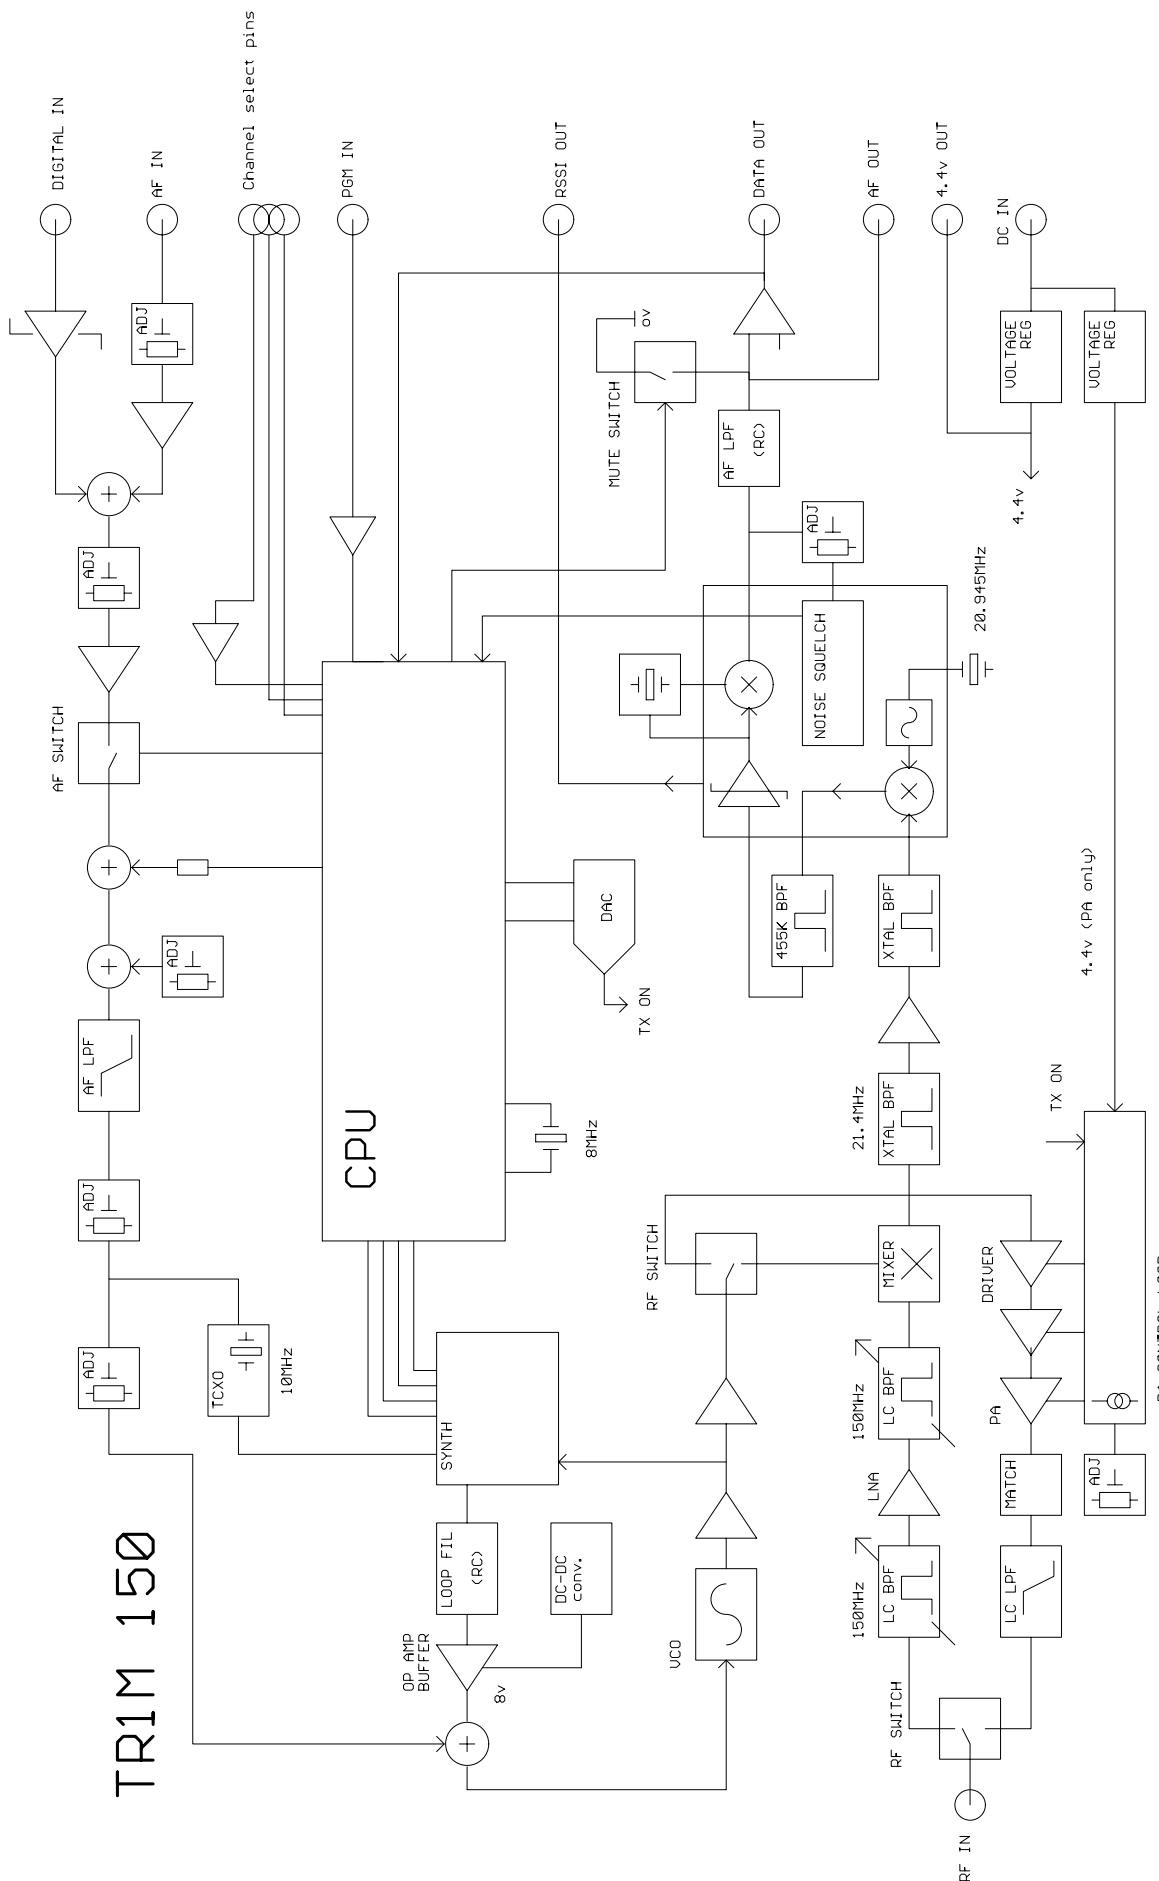 TR1M 150
DIGITAL IN
AF IN
Channel select pins
PGM IN
RSSI OUT
DATA OUT
AF OUT
4.4v OUT
DC IN
ADJ
ADJ
AF SWITCH
ADJ
AF LPF
ADJ
ADJ
TCXO
10MHz
CPU
8MHz
DAC
TX ON
SYNTH
LOOP FIL
(RC)
DC-DC
conv.
OP AMP
BUFFER
8v
VCO
RF SWITCH
MUTE SWITCH
0v
AF LPF
(RC)
ADJ
NOISE SQUELCH
20.945MHz
455K BPF
XTAL BPF
21.4MHz
XTAL BPF
MIXER
150MHz
LC BPF
LNA
150MHz
LC BPF
RF SWITCH
RF IN
LC LPF
MATCH
PA
DRIVER
ADJ
TX ON
4.4v (PA only)
4.4v
VOLTAGE
REG
VOLTAGE
REG